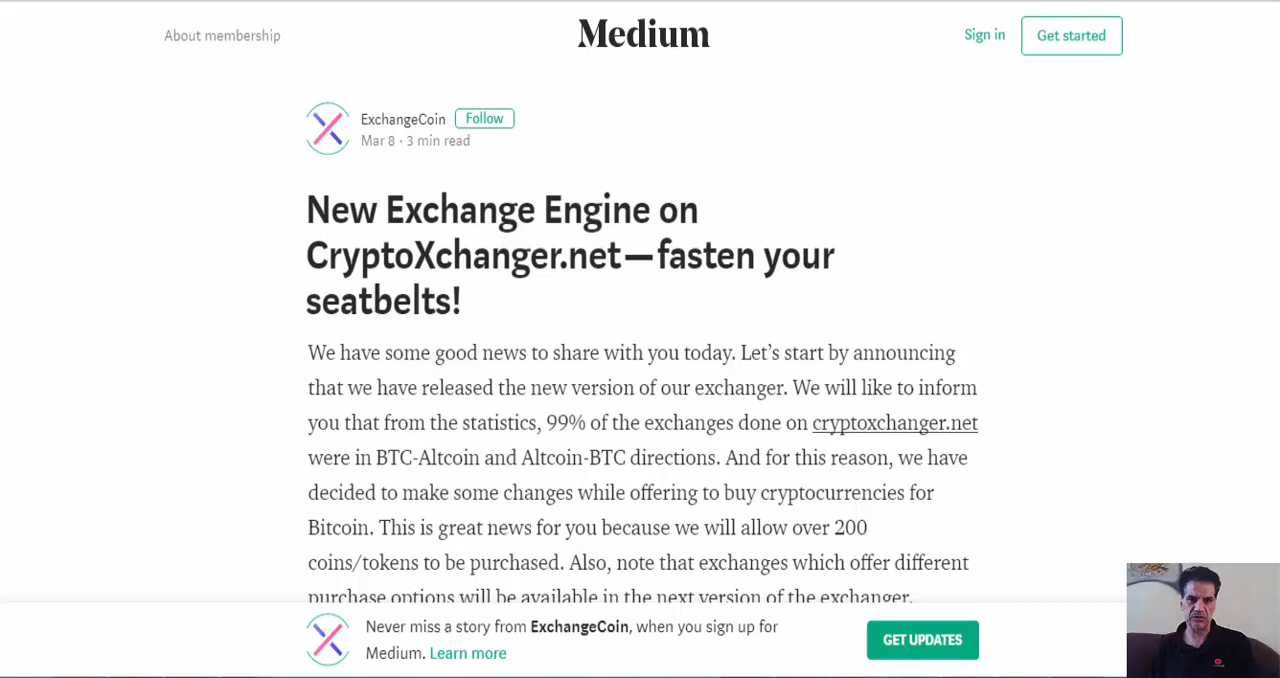 About membership
Medium
Sign in
Get started
ExchangeCoin
Follow
Mar 8 · 3 min read
New Exchange Engine on
CryptoXchanger.net — fasten your
seatbelts!
We have some good news to share with you today. Let’s start by announcing
that we have released the new version of our exchanger. We will like to inform
you that from the statistics, 99% of the exchanges done on cryptoxchanger.net
were in BTC-Altcoin and Altcoin-BTC directions. And for this reason, we have
decided to make some changes while offering to buy cryptocurrencies for
Bitcoin. This is great news for you because we will allow over 200
coins/tokens to be purchased. Also, note that exchanges which offer different
purchase options will be available in the next version of the exchanger.
Never miss a story from ExchangeCoin, when you sign up for
Medium. Learn more
GET UPDATES